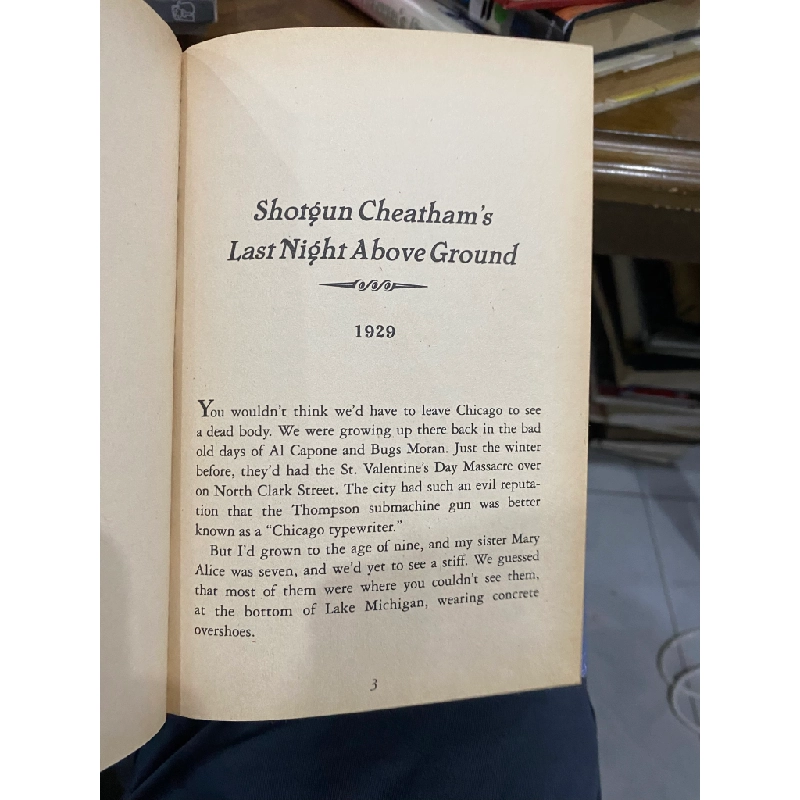 Shotgun Cheatham's
Last Night Above Ground
1929
You wouldn't think we'd have to leave Chicago to see
a dead body. We were growing up there back in the bad
old days of Al Capone and Bugs Moran. Just the winter
before, they'd had the St. Valentine's Day Massacre over
on North Clark Street. The city had such an evil reputa-
tion that the Thompson submachine gun was better
known as a "Chicago typewriter."
But I'd grown to the age of nine, and my sister Mary
Alice was seven, and we'd yet to see a stiff. We guessed
that most of them were where you couldn't see them,
at the bottom of Lake Michigan, wearing concrete
overshoes.
3